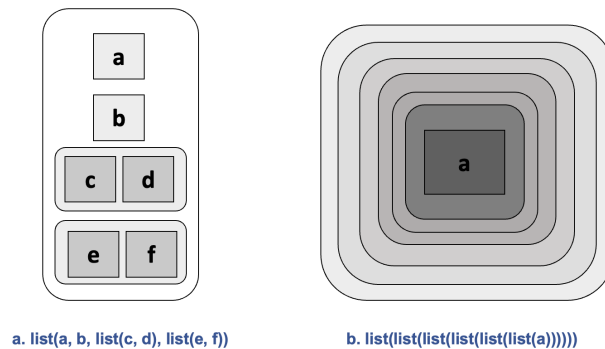 a
b
c d
e f
a
a. list(a, b, list(c, d), list(e, f))
b. list(list(list(list(list(list(a))))))